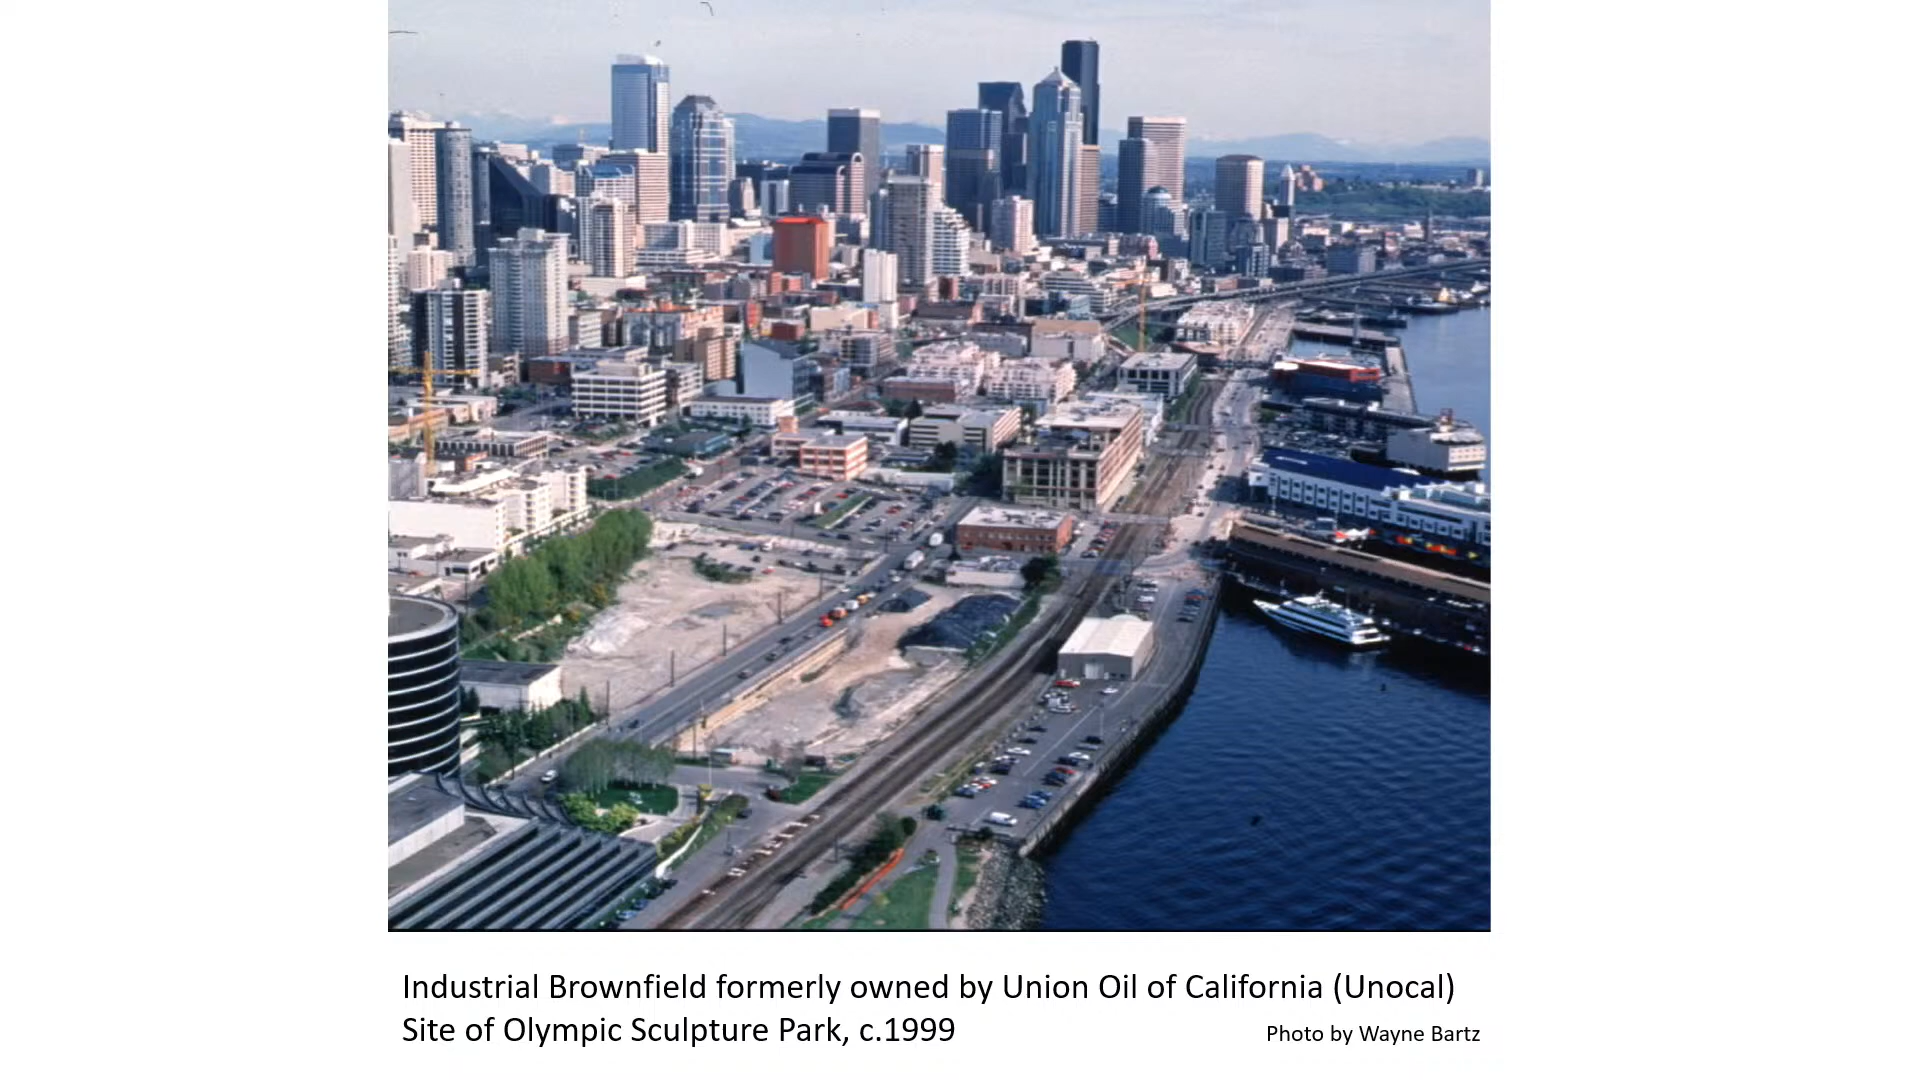 Industrial Brownfield formerly owned by Union Oil of California (Unocal)
Site of Olympic Sculpture Park, c.1999
Photo by Wayne Bartz